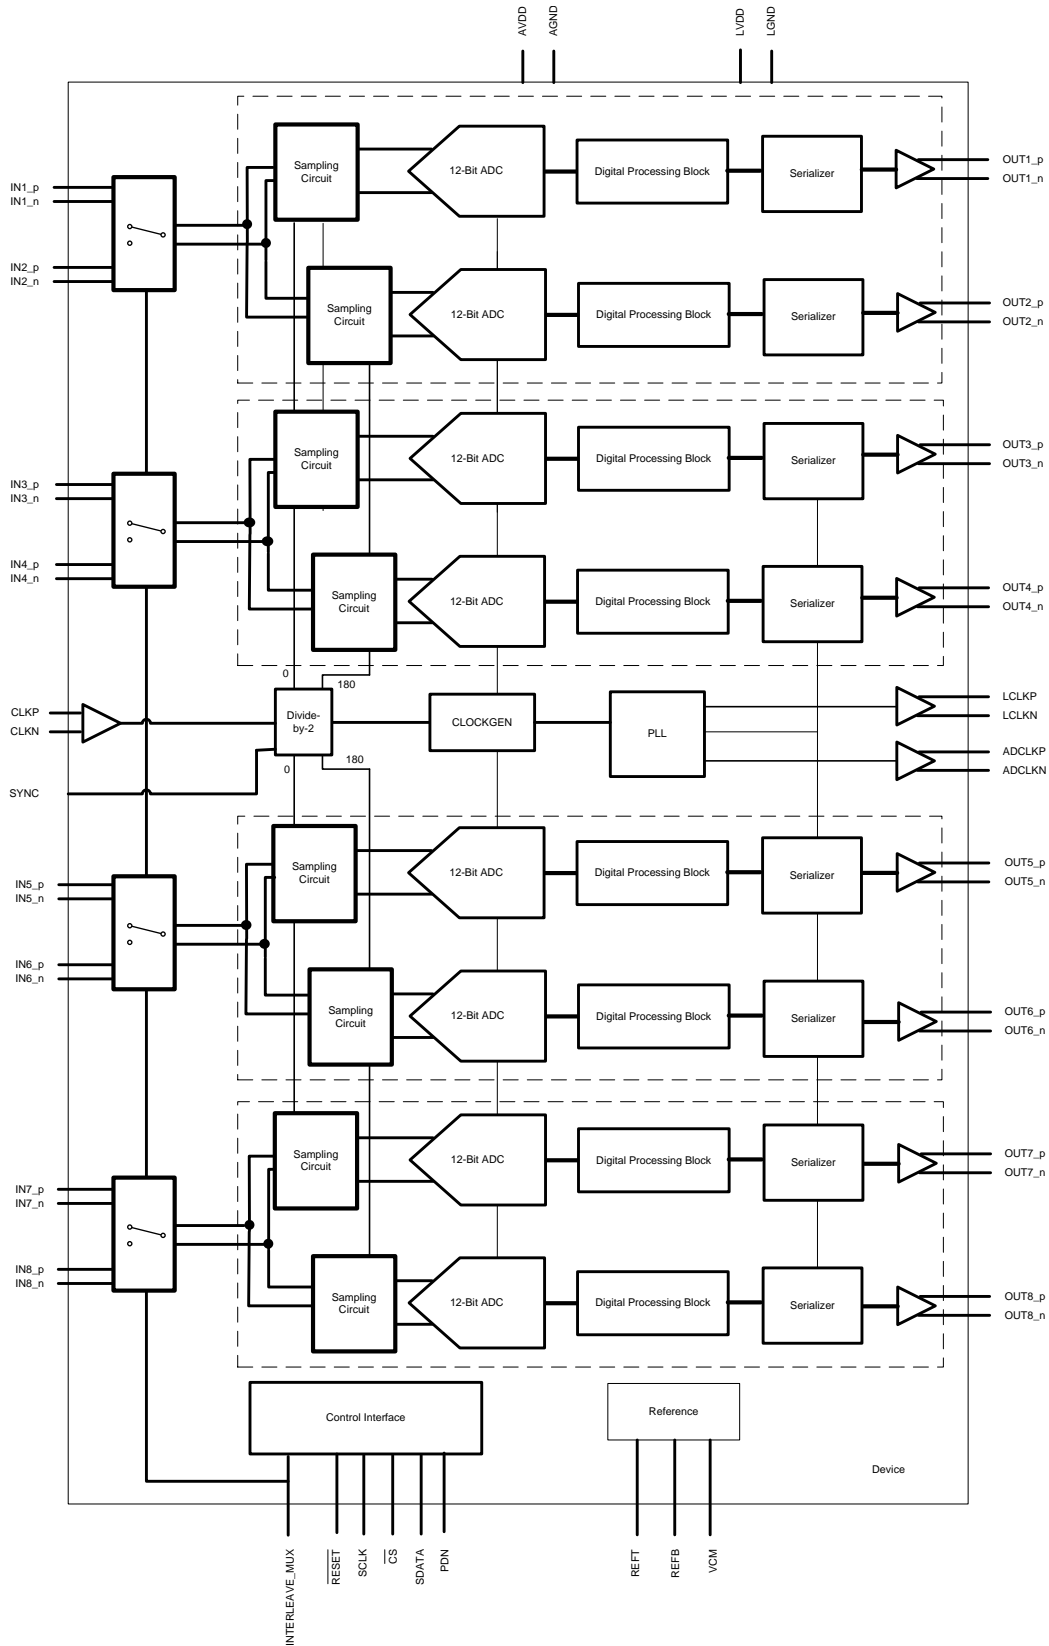 AVDD
AGND
LVDD
LGND
Sampling
Circuit
12-Bit ADC
Digital Processing Block
Serializer
OUT1_p
OUT1_n
IN1_p
IN1_n
IN2_p
IN2_n
Sampling
Circuit
12-Bit ADC
Digital Processing Block
Serializer
OUT2_p
OUT2_n
Sampling
Circuit
12-Bit ADC
Digital Processing Block
Serializer
OUT3_p
OUT3_n
IN3_p
IN3_n
IN4_p
IN4_n
Sampling
Circuit
12-Bit ADC
Digital Processing Block
Serializer
OUT4_p
OUT4_n
0
180
CLKP
CLKN
Divide-
by-2
CLOCKGEN
PLL
LCLKP
LCLKN
ADCLKP
ADCLKN
0
180
SYNC
Sampling
Circuit
12-Bit ADC
Digital Processing Block
Serializer
OUT5_p
OUT5_n
IN5_p
IN5_n
IN6_p
IN6_n
Sampling
Circuit
12-Bit ADC
Digital Processing Block
Serializer
OUT6_p
OUT6_n
Sampling
Circuit
12-Bit ADC
Digital Processing Block
Serializer
OUT7_p
OUT7_n
IN7_p
IN7_n
IN8_p
IN8_n
Sampling
Circuit
12-Bit ADC
Digital Processing Block
Serializer
OUT8_p
OUT8_n
Control Interface
Reference
Device
INTERLEAVE_MUX
RESET
SCLK
CS
SDATA
PDN
REFT
REFB
VCM